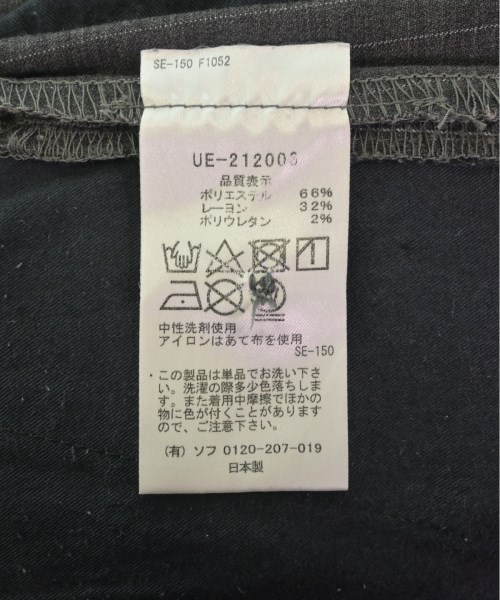 SE-150 F1052
UE-212003
品質表示
ポリエステル 66%
レーヨン 32%
ポリウレタン 2%
中性洗剤使用
アイロンはあて布を使用
SE-150
・この製品は単品でお洗い下さい。洗濯の際多少色落ちします。また着用中摩擦でほかの物に色が付くことがありますので、ご注意下さい。
(有) ソフ 0120-207-019
日本製